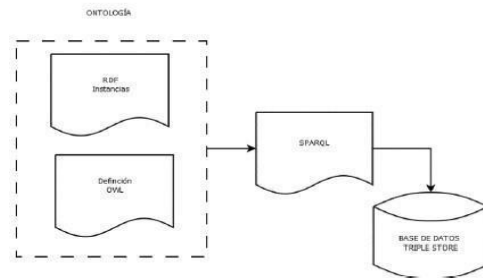 ONTOLOGÍA
RDF
Instancias
Definción
OWL
SPARQL
BASE DE DATOS
TRIPLE STORE